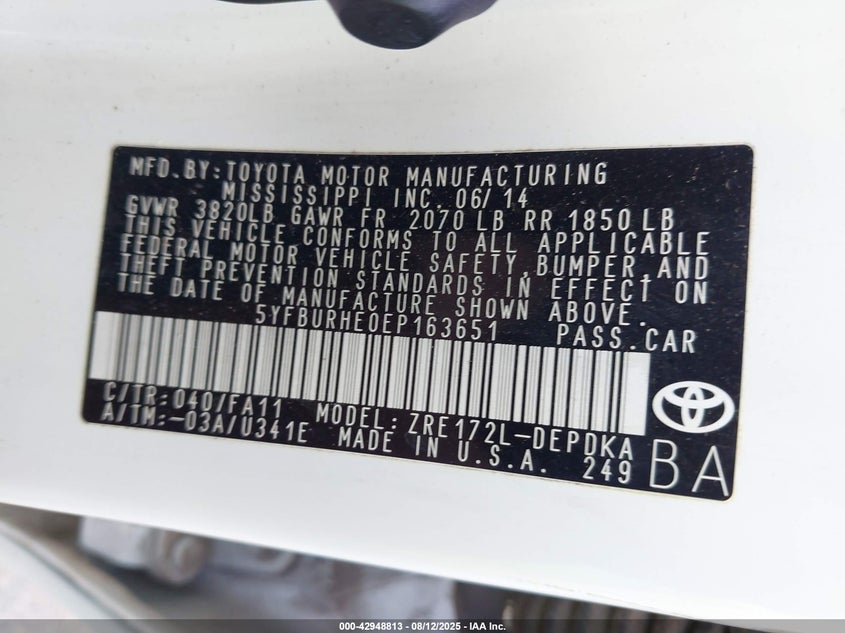 MFD.BY:TOYOTA MOTOR MANUFACTURING
MISSISSIPPI INC. 06/14
GVWR 3820LB GAWR FR 2070 LB RR 1850 LB
THIS VEHICLE CONFORMS TO ALL APPLICABLE
FEDERAL MOTOR VEHICLE SAFETY,BUMPER,AND
THEFT PREVENTION STANDARDS IN EFFECT ON
THE DATE OF MANUFACTURE SHOWN ABOVE.
5YFBURHE0EP163651 PASS.CAR
C/TR:040/FA11 MODEL:ZRE172L-DEPDKA
A/TM:-03A/U341E MADE IN U.S.A. 249 BA
000-42948813 - 08/12/2025 - IAA Inc.